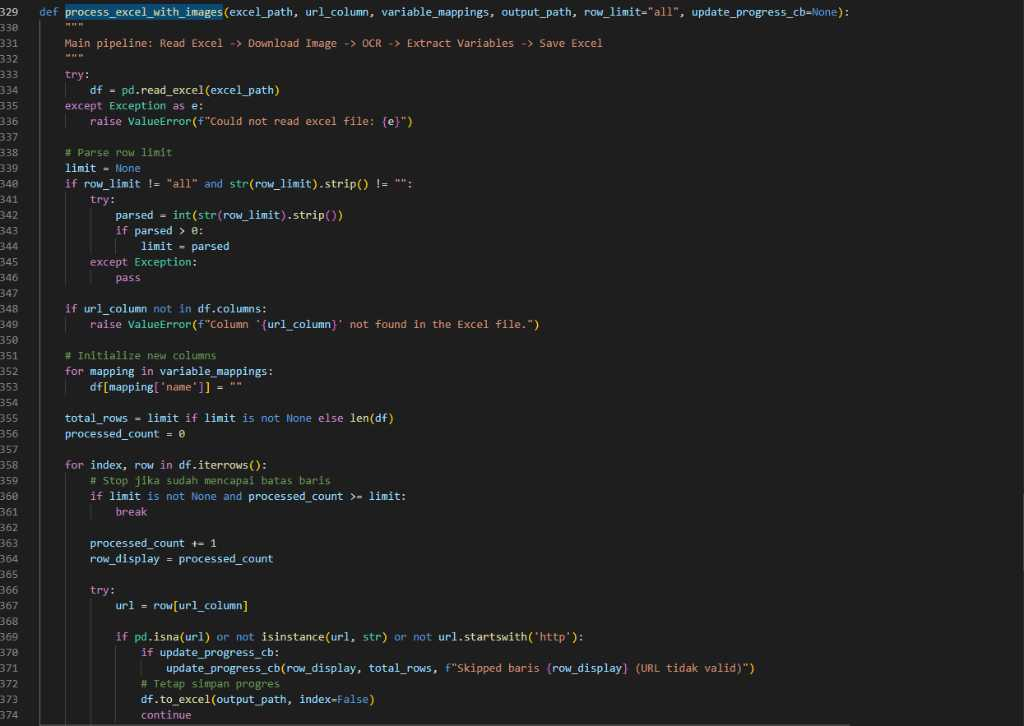 329 def process_excel_with_images(excel_path, url_column, variable_mappings, output_path, row_limit="all", update_progress_cb=None):
330     """
331     Main pipeline: Read Excel -> Download Image -> OCR -> Extract Variables -> Save Excel
332     """
333     try:
334         df = pd.read_excel(excel_path)
335     except Exception as e:
336         raise ValueError(f"Could not read excel file: {e}")
337
338     # Parse row limit
339     limit = None
340     if row_limit != "all" and str(row_limit).strip() != "":
341         try:
342             parsed = int(str(row_limit).strip())
343             if parsed > 0:
344                 limit = parsed
345         except Exception:
346             pass
347
348     if url_column not in df.columns:
349         raise ValueError(f"Column '{url_column}' not found in the Excel file.")
350
351     # Initialize new columns
352     for mapping in variable_mappings:
353         df[mapping['name']] = ""
354
355     total_rows = limit if limit is not None else len(df)
356     processed_count = 0
357
358     for index, row in df.iterrows():
359         # Stop jika sudah mencapai batas baris
360         if limit is not None and processed_count >= limit:
361             break
362
363         processed_count += 1
364         row_display = processed_count
365
366         try:
367             url = row[url_column]
368
369             if pd.isna(url) or not isinstance(url, str) or not url.startswith('http'):
370                 if update_progress_cb:
371                     update_progress_cb(row_display, total_rows, f"Skipped baris {row_display} (URL tidak valid)")
372                 # Tetap simpan progres
373                 df.to_excel(output_path, index=False)
374                 continue